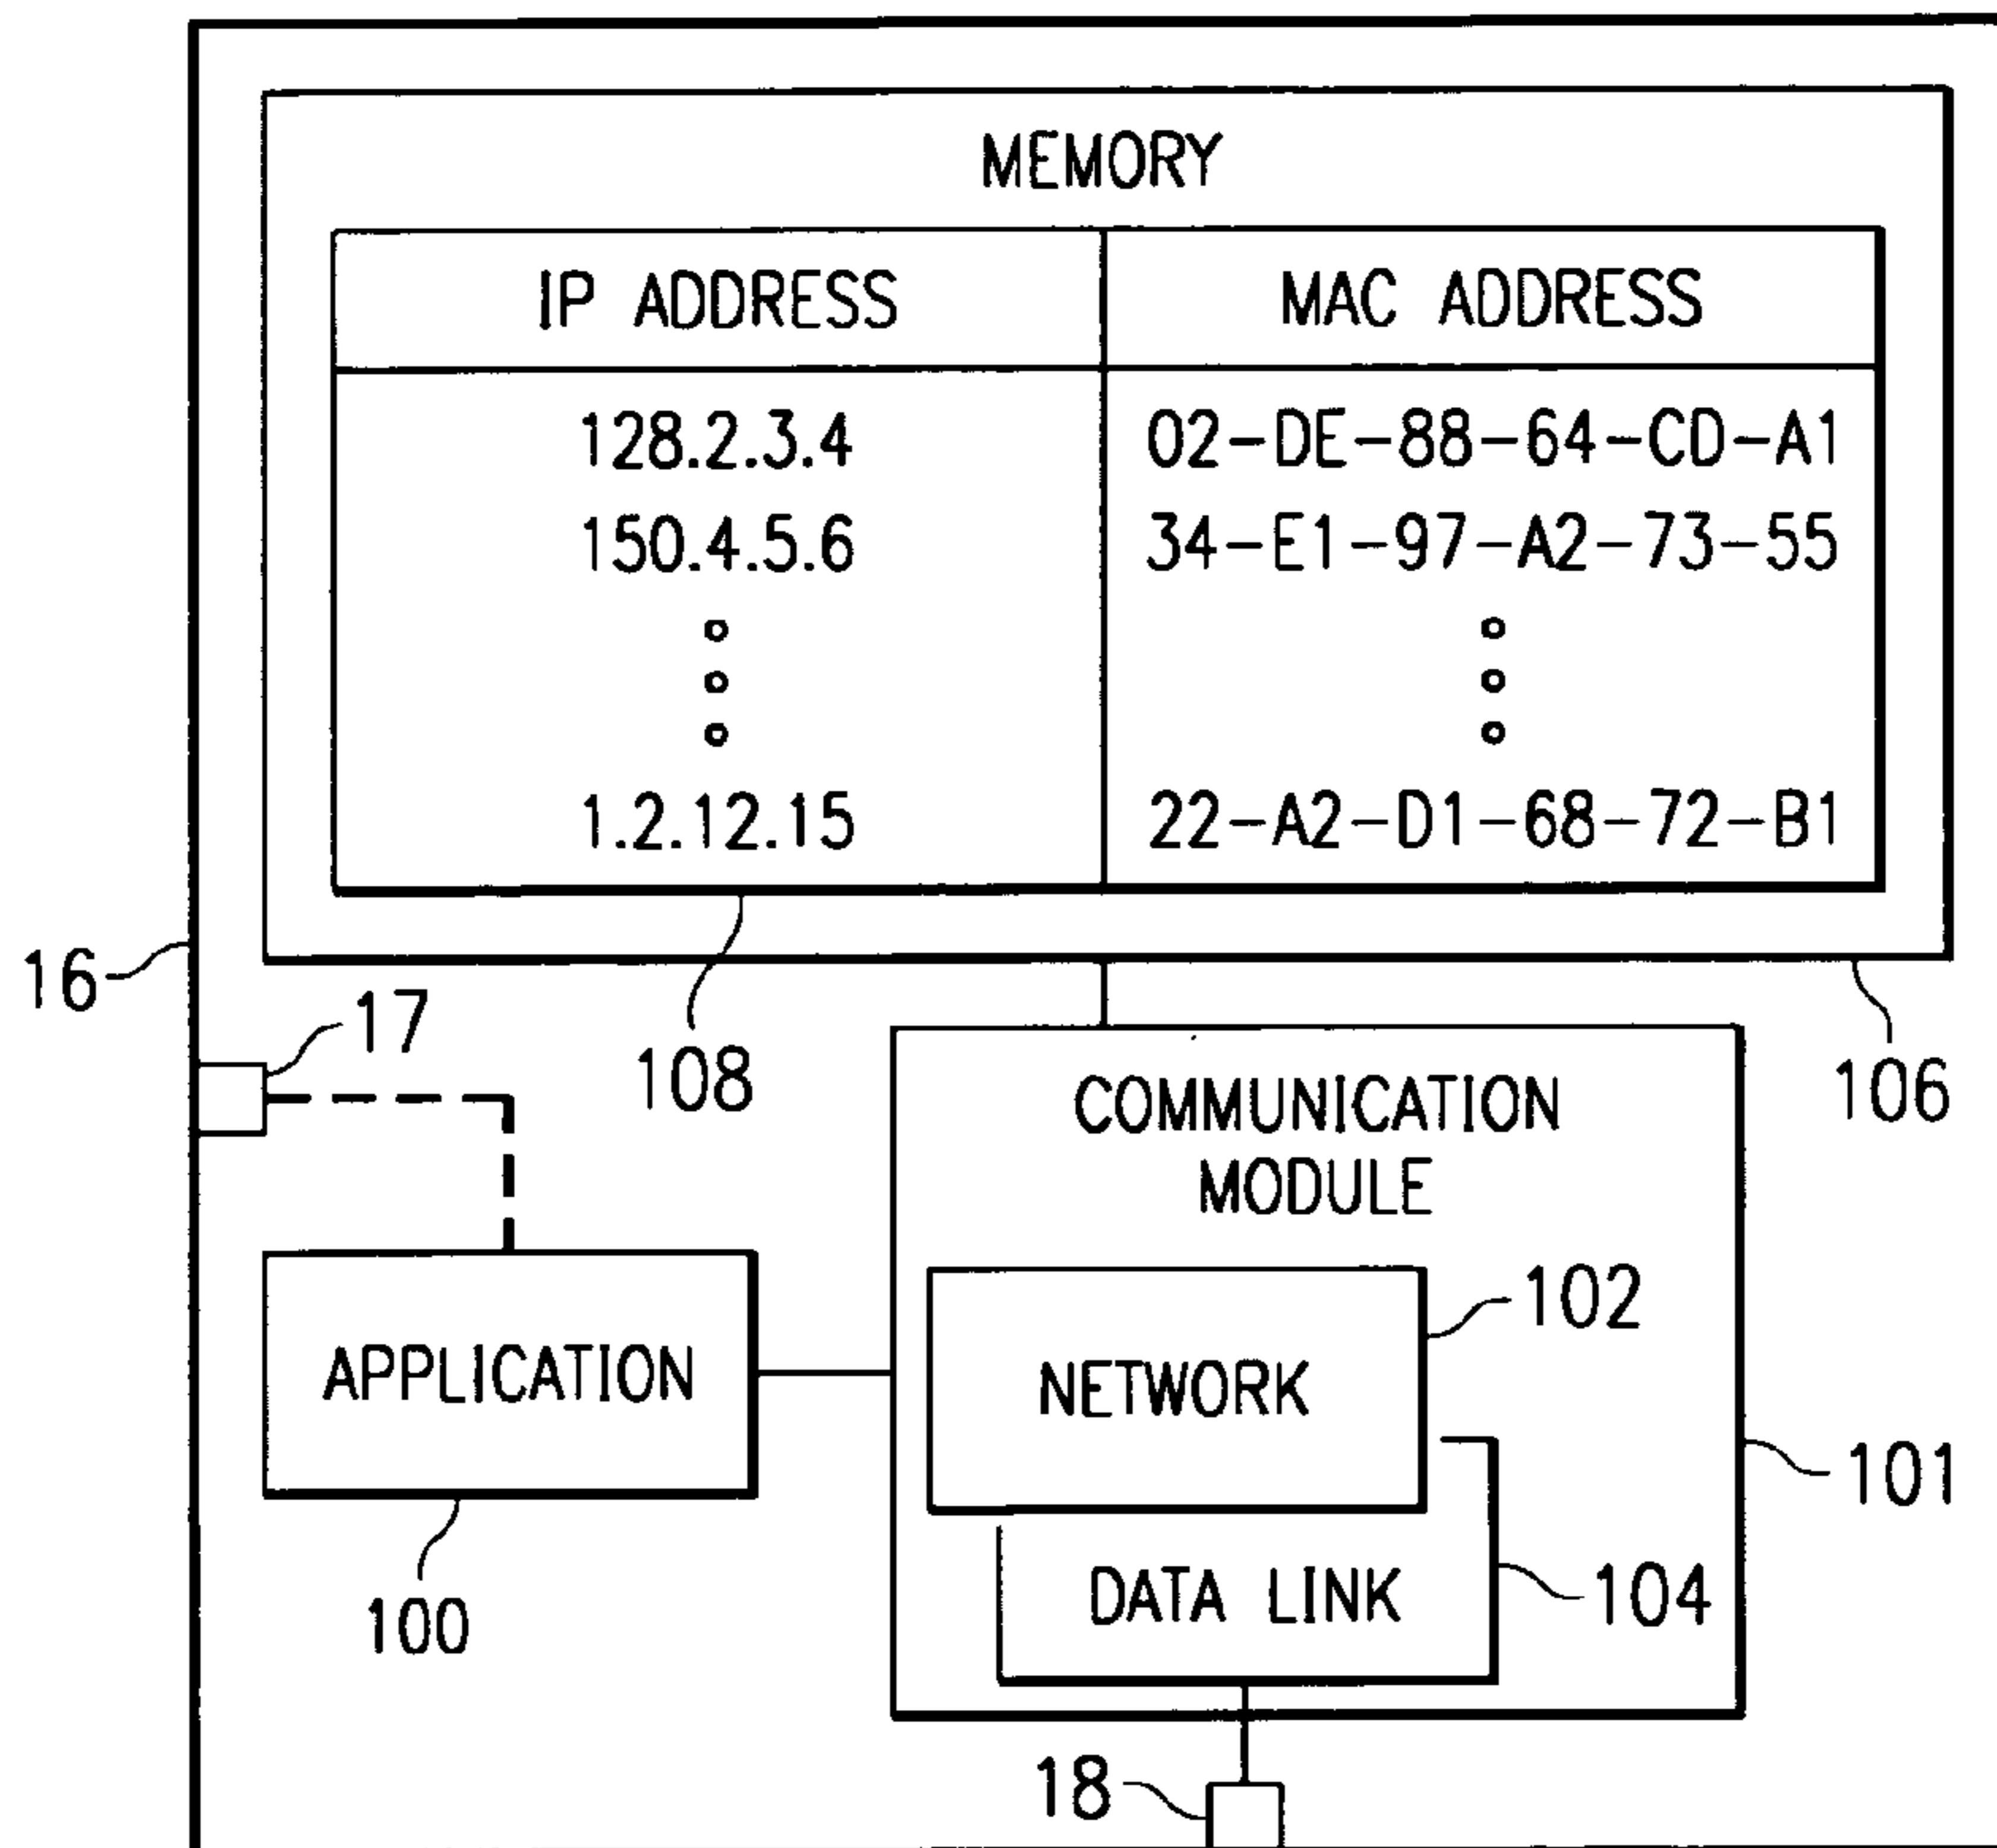 MEMORY
IP ADDRESS MAC ADDRESS
128.2.3.4 02-DE-88-64-CD-A1
150.4.5.6 34-E1-97-A2-73-55
1.2.12.15 22-A2-D1-68-72-B1
16
17
108
106
COMMUNICATION
MODULE
102
APPLICATION
NETWORK
101
100
DATA LINK
104
18